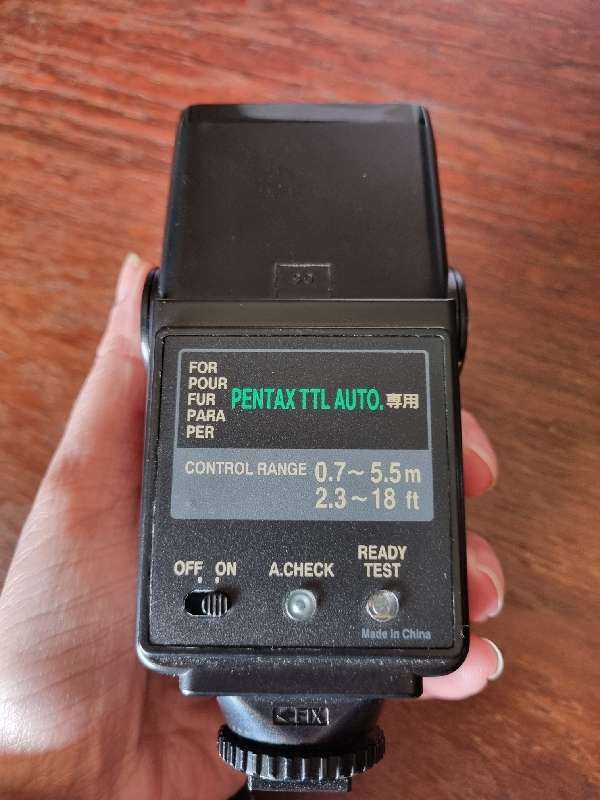 90
FOR
POUR
FUR
PARA
PER
PENTAX TTL AUTO.専用
CONTROL RANGE 0.7~5.5m
2.3~18 ft
OFF ON
A.CHECK
READY
TEST
Made in China
<FIX